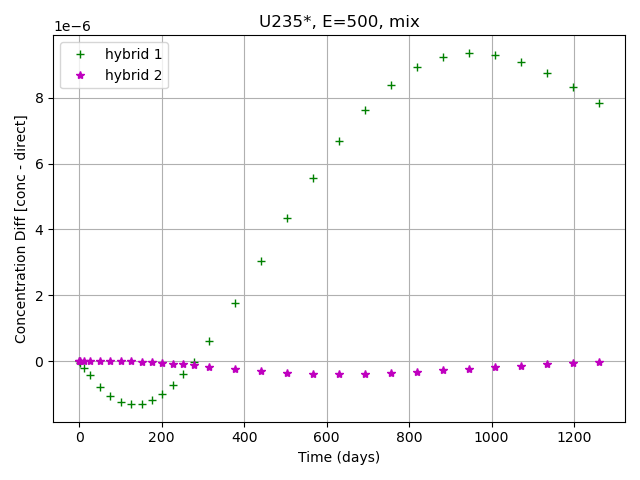 U235*, E=500, mix
1e−6
hybrid 1
hybrid 2
Concentration Diff [conc - direct]
8
6
4
2
0
0 200 400 600 800 1000 1200
Time (days)